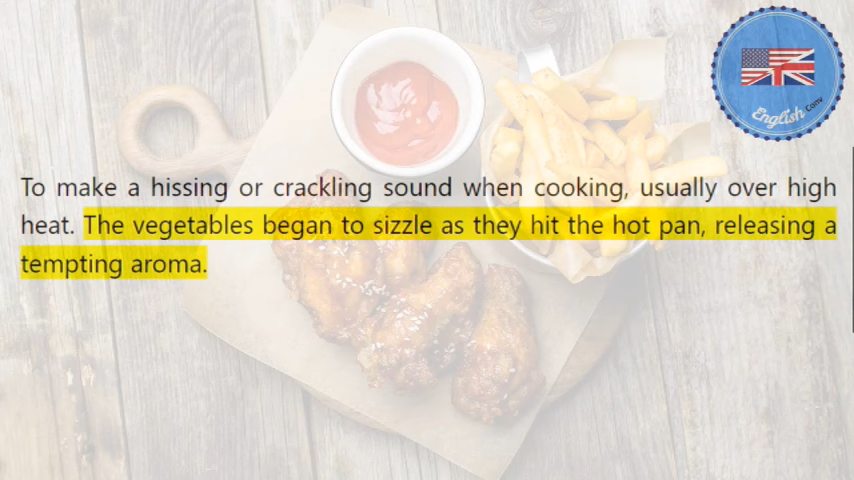 English Conv
To make a hissing or crackling sound when cooking, usually over high
heat. The vegetables began to sizzle as they hit the hot pan, releasing a
tempting aroma.